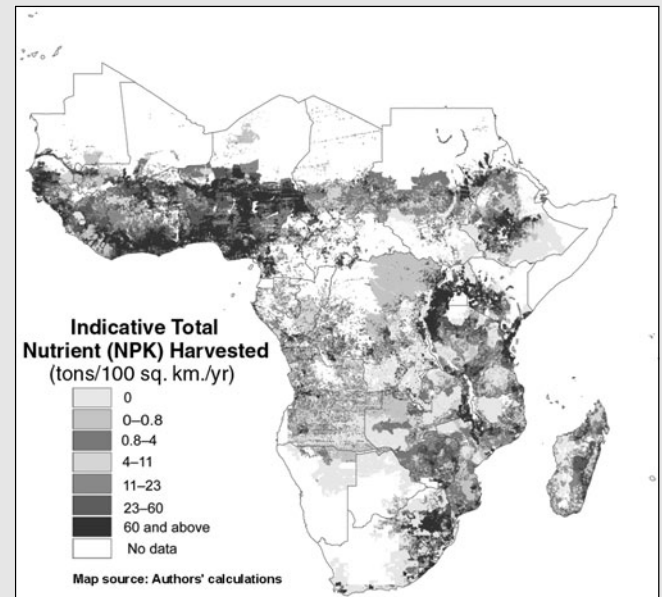 Indicative Total
Nutrient (NPK) Harvested
(tons/100 sq. km./yr)
0
0–0.8
0.8–4
4–11
11–23
23–60
60 and above
No data
Map source: Authors' calculations